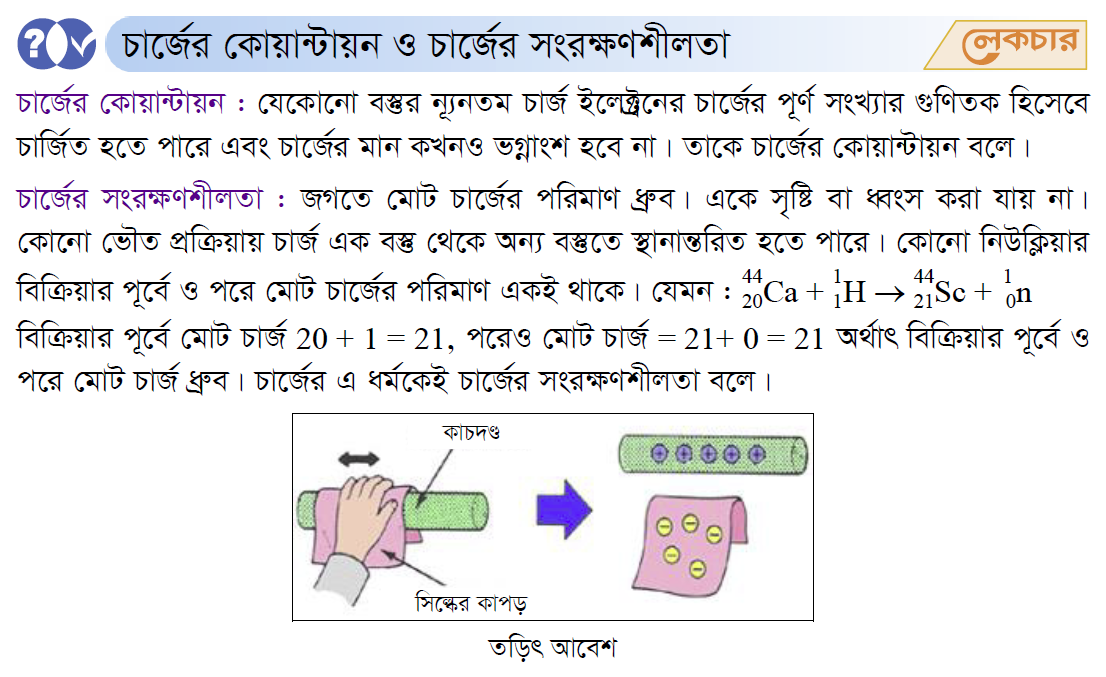 চার্জের কোয়ান্টায়ন ও চার্জের সংরক্ষণশীলতা
লেকচার
চার্জের কোয়ান্টায়ন : যেকোনো বস্তুর ন্যূনতম চার্জ ইলেক্ট্রনের চার্জের পূর্ণ সংখ্যার গুণিতক হিসেবে
চার্জিত হতে পারে এবং চার্জের মান কখনও ভগ্নাংশ হবে না। তাকে চার্জের কোয়ান্টায়ন বলে।
চার্জের সংরক্ষণশীলতা : জগতে মোট চার্জের পরিমাণ ধ্রুব। একে সৃষ্টি বা ধ্বংস করা যায় না।
কোনো ভৌত প্রক্রিয়ায় চার্জ এক বস্তু থেকে অন্য বস্তুতে স্থানান্তরিত হতে পারে। কোনো নিউক্লিয়ার
বিক্রিয়ার পূর্বে ও পরে মোট চার্জের পরিমাণ একই থাকে। যেমন : ⁴⁴₂₀Ca + ¹₁H → ⁴⁴₂₁Sc + ¹₀n
বিক্রিয়ার পূর্বে মোট চার্জ 20 + 1 = 21, পরেও মোট চার্জ = 21+ 0 = 21 অর্থাৎ বিক্রিয়ার পূর্বে ও
পরে মোট চার্জ ধ্রুব। চার্জের এ ধর্মকেই চার্জের সংরক্ষণশীলতা বলে।
কাচদণ্ড
সিল্কের কাপড়
তড়িৎ আবেশ